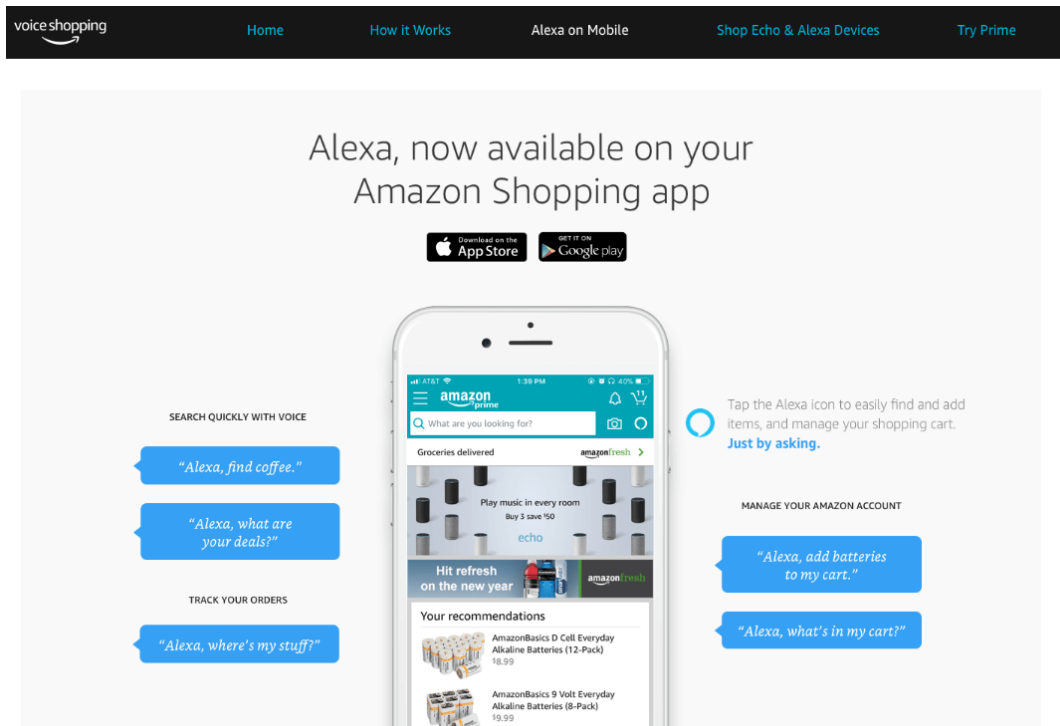 voice shopping
Home
How it Works
Alexa on Mobile
Shop Echo & Alexa Devices
Try Prime
Alexa, now available on your
Amazon Shopping app
Download on the
App Store
GET IT ON
Google play
SEARCH QUICKLY WITH VOICE
“Alexa, find coffee.”
“Alexa, what are
your deals?”
TRACK YOUR ORDERS
“Alexa, where's my stuff?”
AT&T
1:39 PM
40%
amazon
prime
11
What are you looking for?
Groceries delivered
amazonfresh
Play music in every room
Buy 3 save $50
echo
Hit refresh
on the new year
amazonfresh
Your recommendations
AmazonBasics D Cell Everyday
Alkaline Batteries (12-Pack)
$8.99
AmazonBasics 9 Volt Everyday
Alkaline Batteries (8-Pack)
$9.99
Tap the Alexa icon to easily find and add
items, and manage your shopping cart.
Just by asking.
MANAGE YOUR AMAZON ACCOUNT
“Alexa, add batteries
to my cart.”
“Alexa, what's in my cart?”